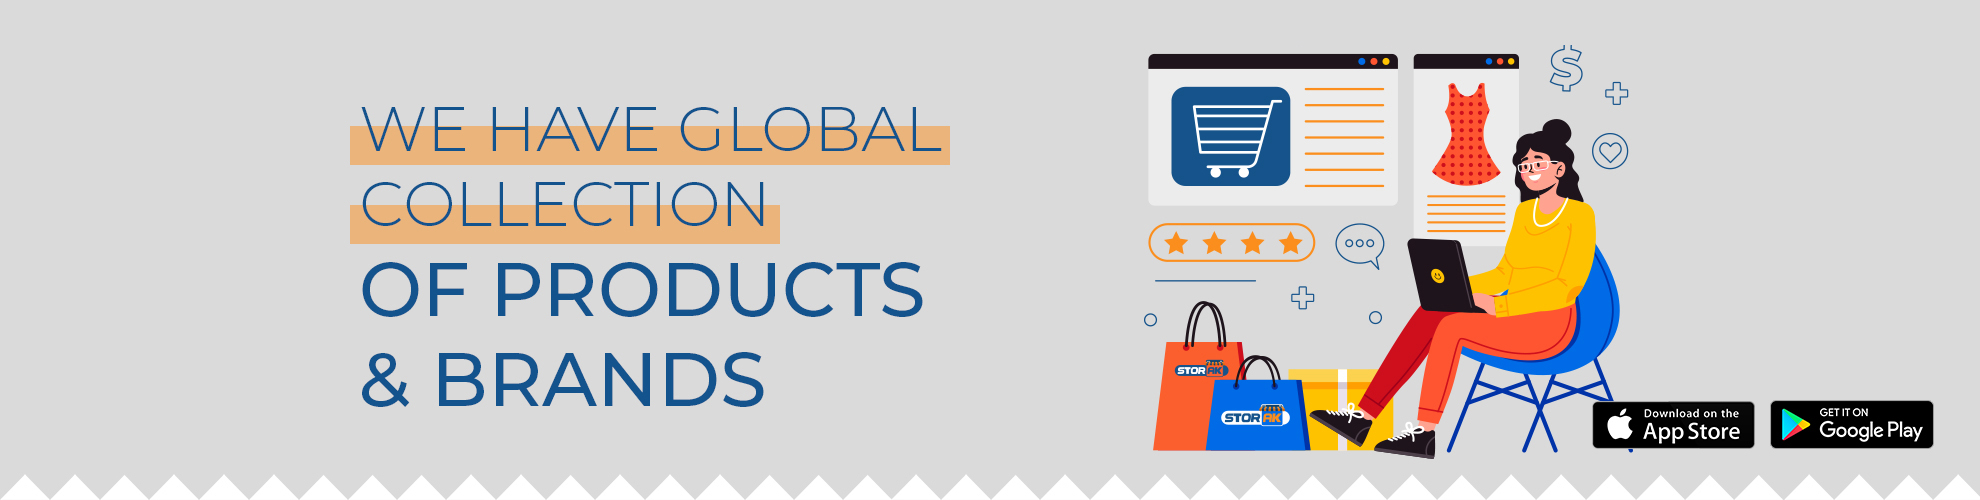 WE HAVE GLOBAL
COLLECTION
OF PRODUCTS
& BRANDS
STORAK
STORAK
Download on the
App Store
GET IT ON
Google Play